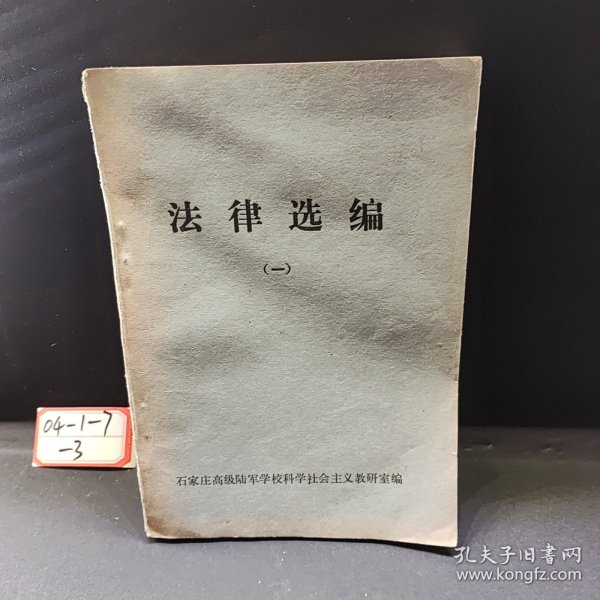 法律选编
（一）
04-1-7
-3
石家庄高级陆军学校科学社会主义教研室编
孔夫子旧书网
www.kongfz.com